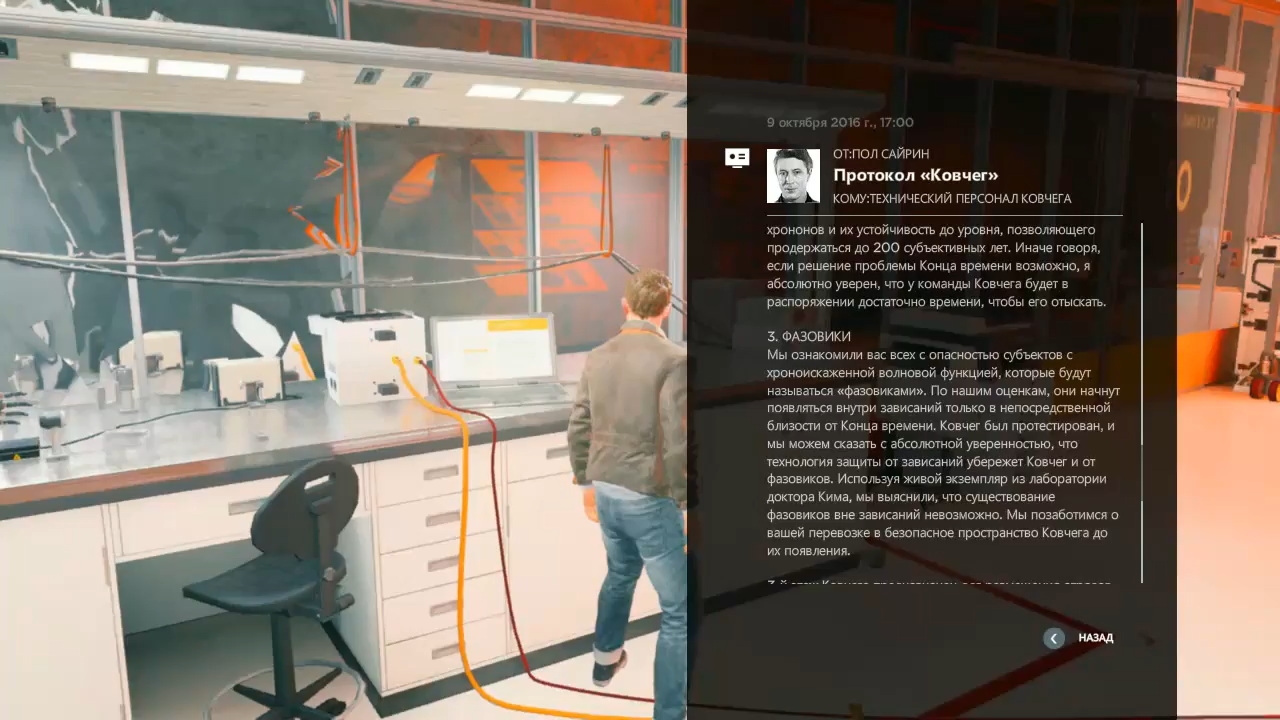 9 октября 2016 г., 17:00
ОТ:ПОЛ САЙРИН
Протокол «Ковчег»
КОМУ:ТЕХНИЧЕСКИЙ ПЕРСОНАЛ КОВЧЕГА
хрононов и их устойчивость до уровня, позволяющего
продержаться до 200 субъективных лет. Иначе говоря,
если решение проблемы Конца времени возможно, я
абсолютно уверен, что у команды Ковчега будет в
распоряжении достаточно времени, чтобы его отыскать.
3. ФАЗОВИКИ
Мы ознакомили вас всех с опасностью субъектов с
хроноискаженной волновой функцией, которые будут
называться «фазовиками». По нашим оценкам, они начнут
появляться внутри зависаний только в непосредственной
близости от Конца времени. Ковчег был протестирован, и
мы можем сказать с абсолютной уверенностью, что
технология защиты от зависаний убережет Ковчег и от
фазовиков. Используя живой экземпляр из лаборатории
доктора Кима, мы выяснили, что существование
фазовиков вне зависаний невозможно. Мы позаботимся о
вашей перевозке в безопасное пространство Ковчега до
их появления.
НАЗАД